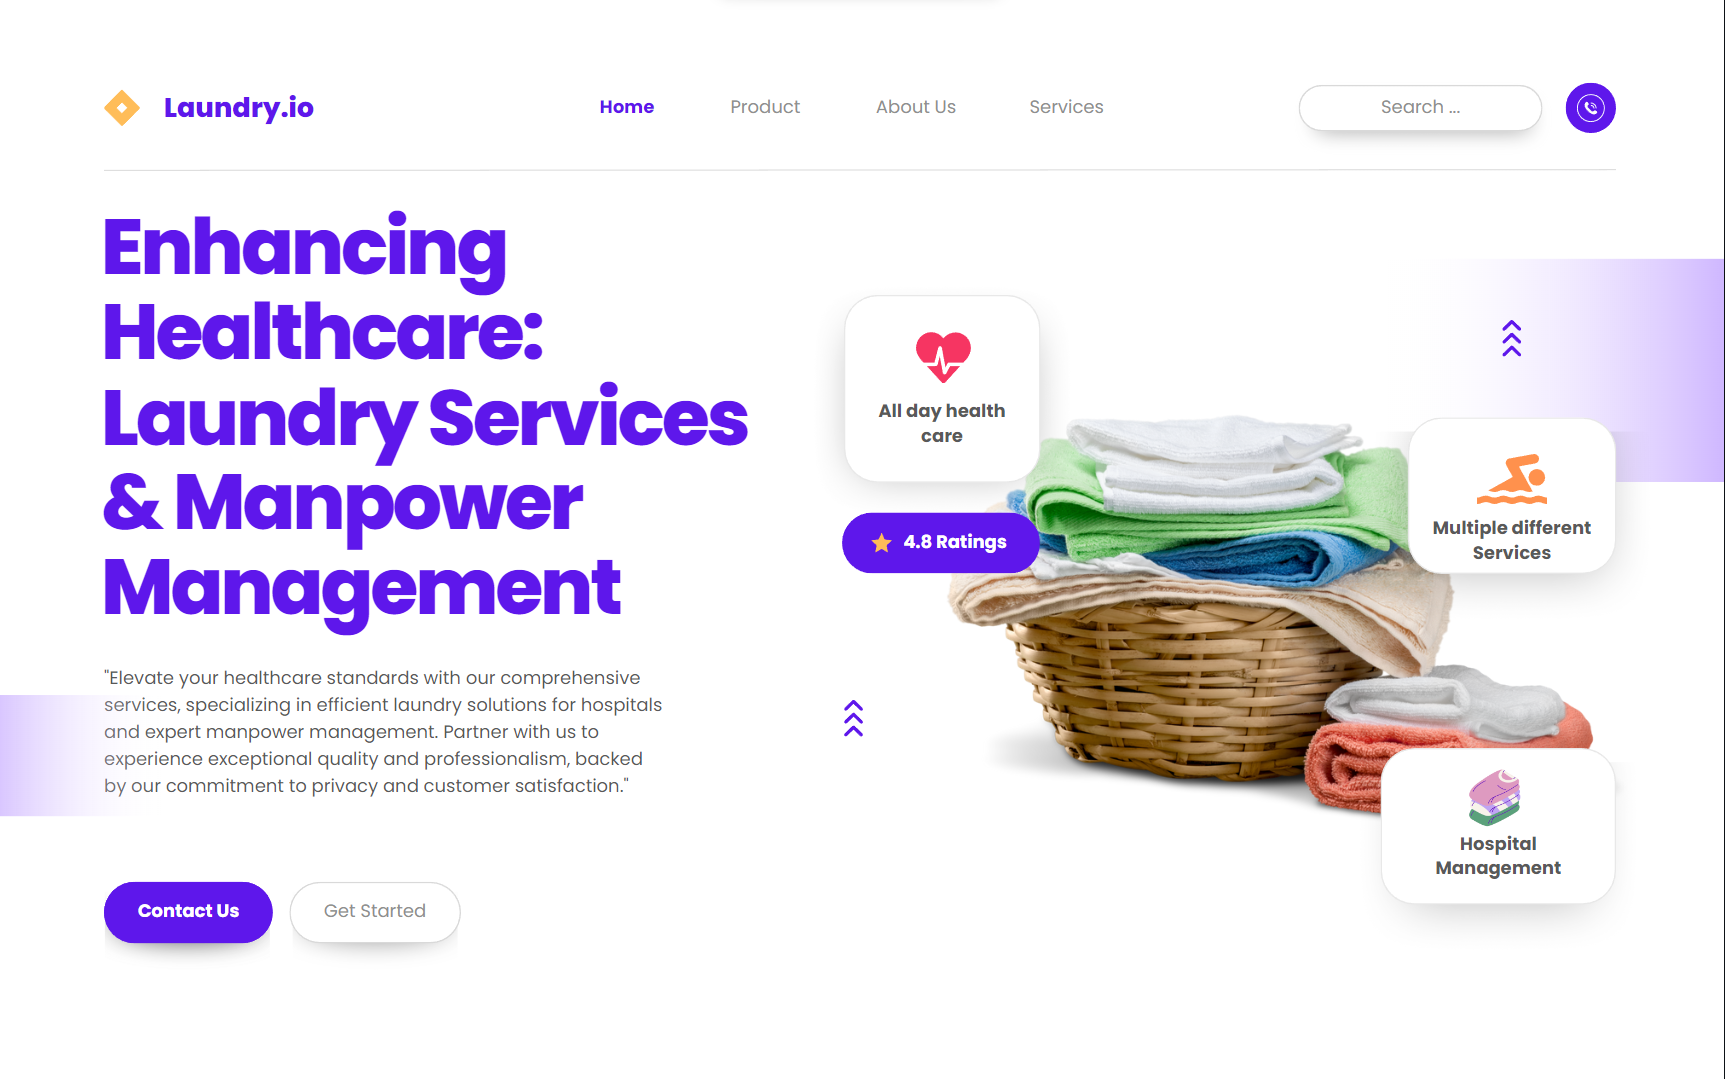 Laundry.io
Home
Product
About Us
Services
Search ...
Enhancing
Healthcare:
Laundry Services
& Manpower
Management
"Elevate your healthcare standards with our comprehensive
services, specializing in efficient laundry solutions for hospitals
and expert manpower management. Partner with us to
experience exceptional quality and professionalism, backed
by our commitment to privacy and customer satisfaction."
Contact Us
Get Started
All day health
care
4.8 Ratings
Multiple different
Services
Hospital
Management